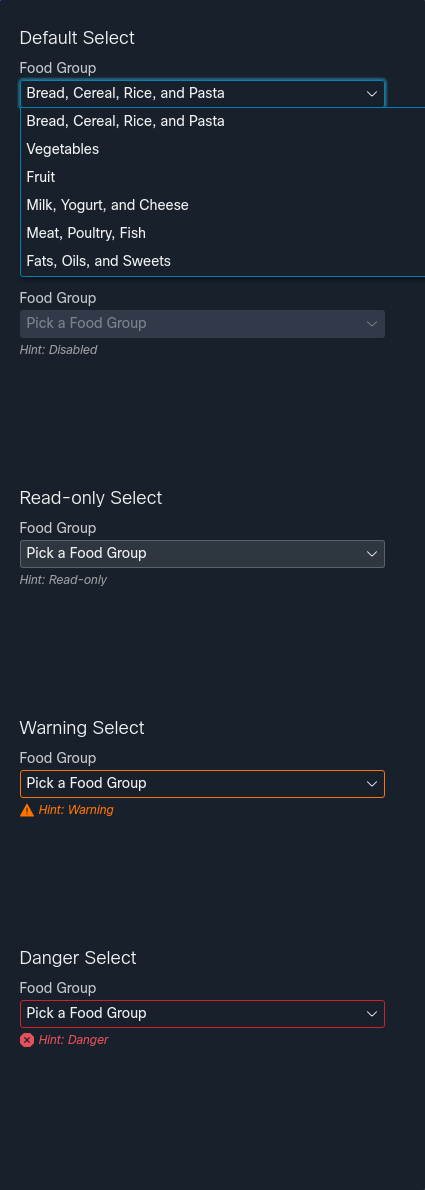 Default Select
Food Group
Bread, Cereal, Rice, and Pasta
Bread, Cereal, Rice, and Pasta
Vegetables
Fruit
Milk, Yogurt, and Cheese
Meat, Poultry, Fish
Fats, Oils, and Sweets
Food Group
Pick a Food Group
Hint: Disabled
Read-only Select
Food Group
Pick a Food Group
Hint: Read-only
Warning Select
Food Group
Pick a Food Group
Hint: Warning
Danger Select
Food Group
Pick a Food Group
Hint: Danger